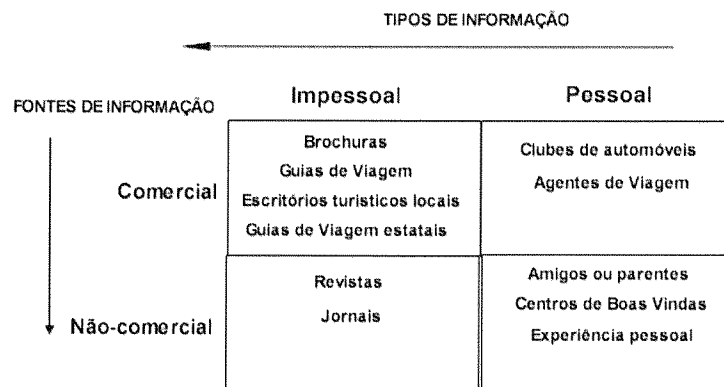 TIPOS DE INFORMAÇÃO
FONTES DE INFORMAÇÃO
Impessoal
Pessoal
Comercial
Brochuras
Guias de Viagem
Escritórios turisticos locais
Guias de Viagem estatais
Clubes de automóveis
Agentes de Viagem
Não-comercial
Revistas
Jornais
Amigos ou parentes
Centros de Boas Vindas
Experiência pessoal